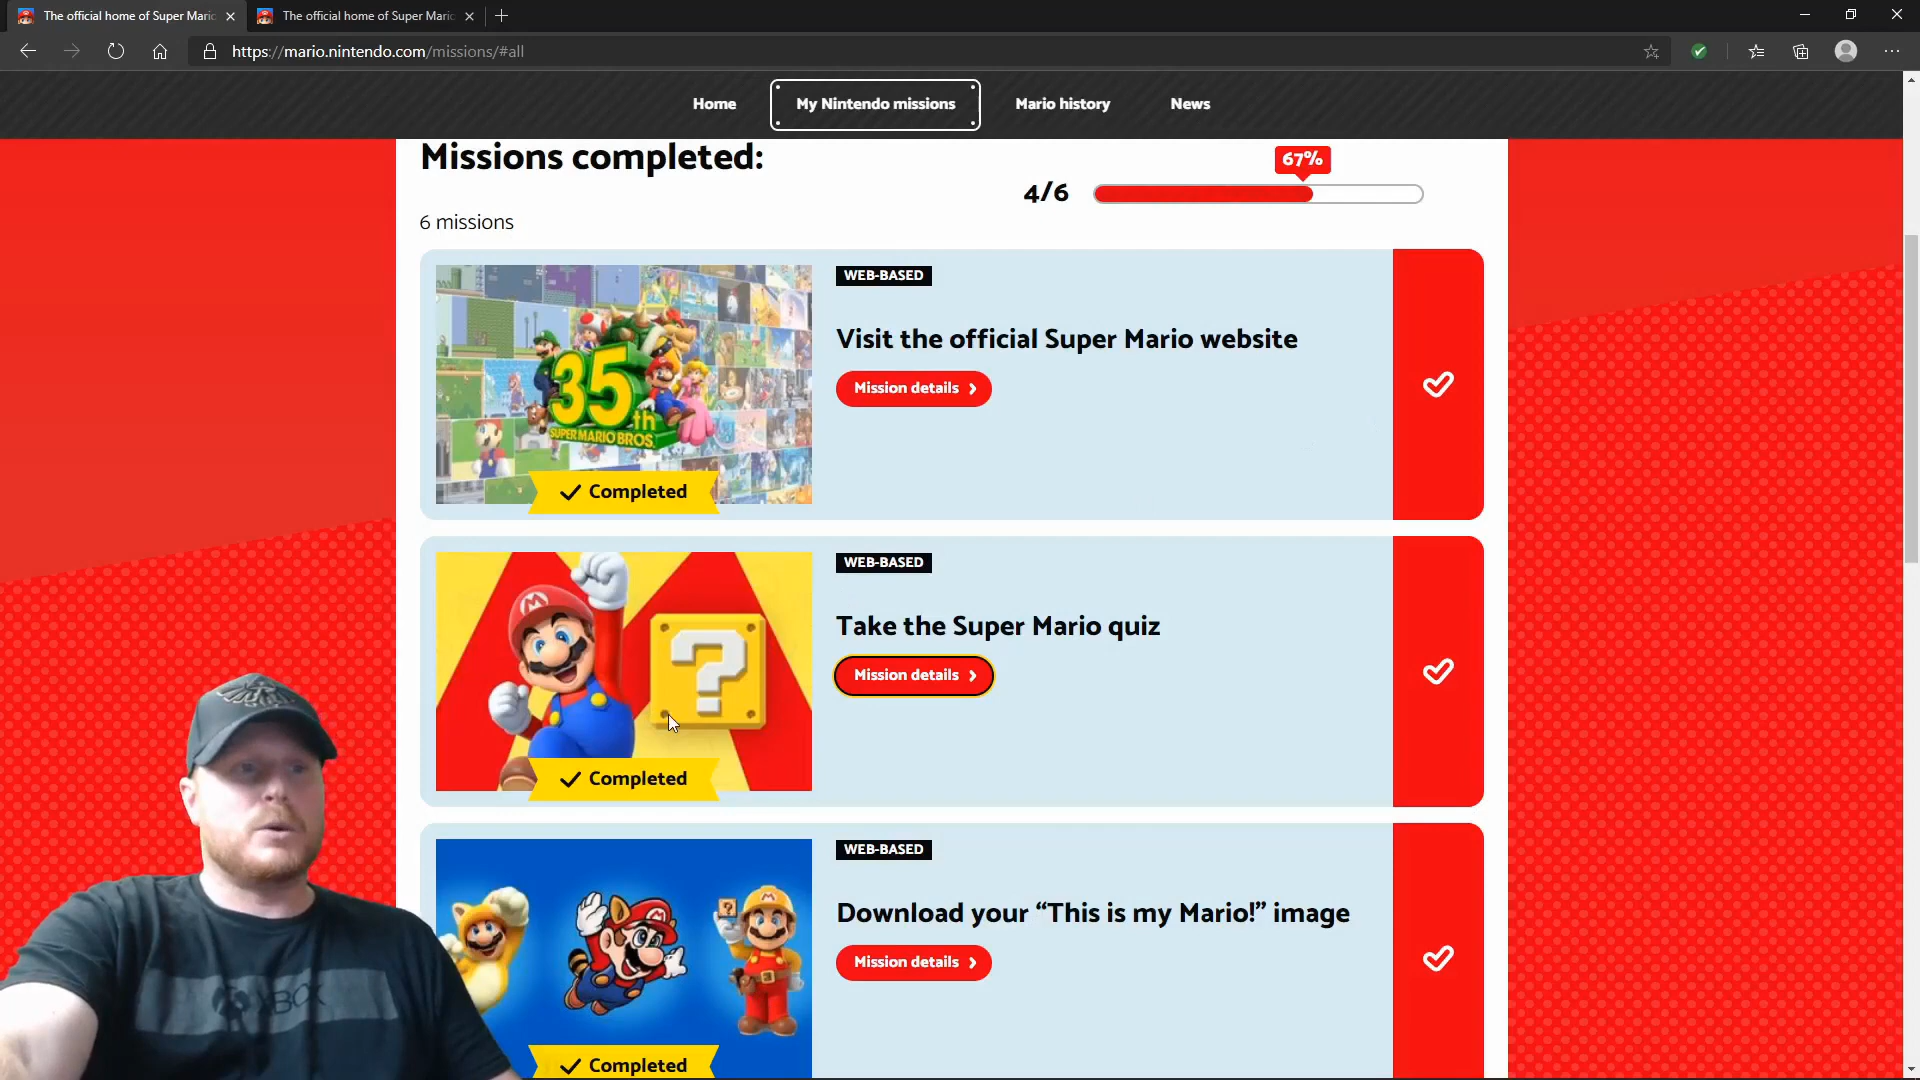 The official home of Super Mario
The official home of Super Mario
https://mario.nintendo.com/missions/#all
Home
My Nintendo missions
Mario history
News
Missions completed:
67%
4/6
6 missions
WEB-BASED
Visit the official Super Mario website
Mission details
35th
SUPER MARIO BROS.
Completed
WEB-BASED
Take the Super Mario quiz
Mission details
M
?
Completed
WEB-BASED
Download your “This is my Mario!” image
Mission details
Completed
XBOX